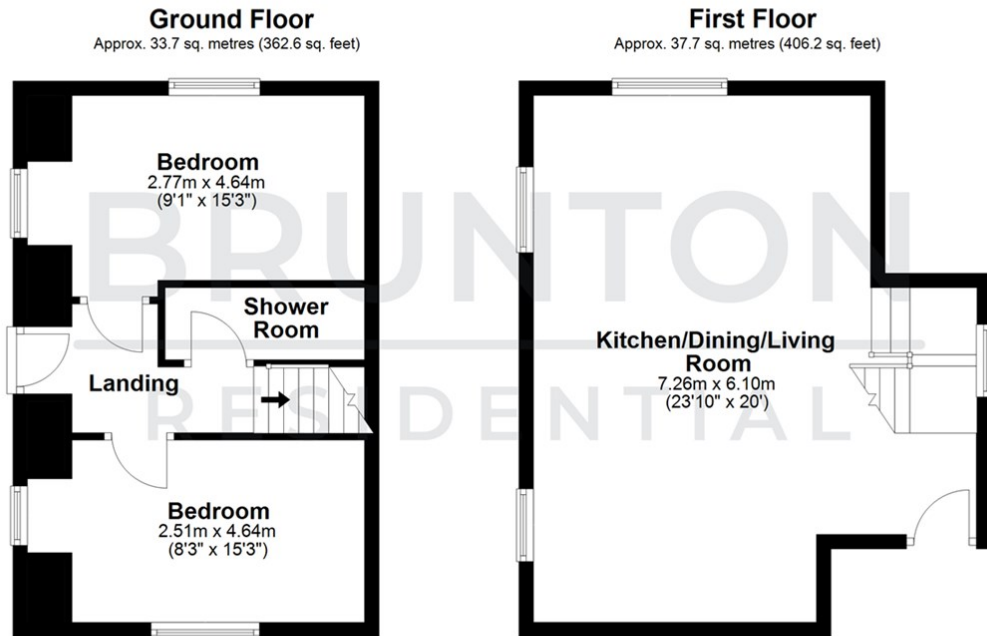 Ground Floor
Approx. 33.7 sq. metres (362.6 sq. feet)
Bedroom
2.77m x 4.64m
(9'1" x 15'3")
Shower
Room
Landing
Bedroom
2.51m x 4.64m
(8'3" x 15'3")
First Floor
Approx. 37.7 sq. metres (406.2 sq. feet)
Kitchen/Dining/Living
Room
7.26m x 6.10m
(23'10" x 20')
BRUNTON
RESIDENTIAL